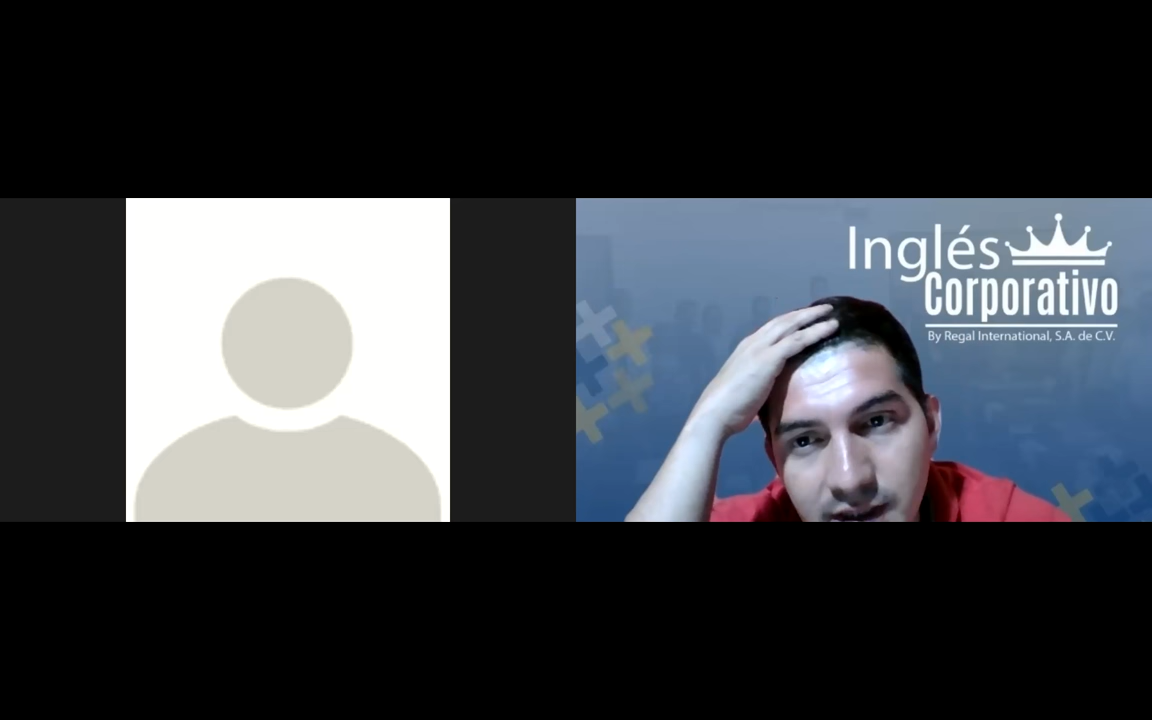 Inglés
Corporativo
By Regal International, S.A. de C.V.